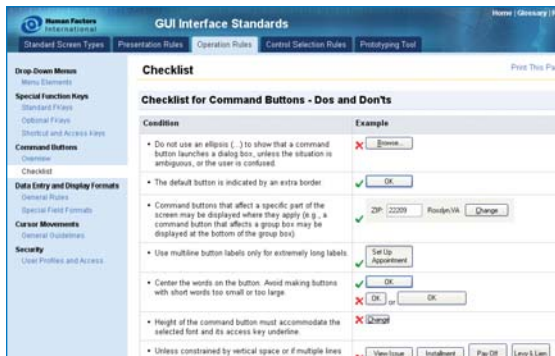 Human Factors
International
GUI Interface Standards
Home | Glossary |
Standard Screen Types
Presentation Rules
Operation Rules
Control Selection Rules
Prototyping Tool
Drop-Down Menus
Menu Elements
Special Function Keys
Standard FKeys
Optional FKeys
Shortcut and Access Keys
Command Buttons
Overview
Checklist
Data Entry and Display Formats
General Rules
Special Field Formats
Cursor Movements
General Guidelines
Security
User Profiles and Access
Checklist
Print This Pa
Checklist for Command Buttons - Dos and Don'ts
Condition
Example
• Do not use an ellipsis (...) to show that a command
button launches a dialog box, unless the situation is
ambiguous, or the user is confused.
Browse...
• The default button is indicated by an extra border.
OK
• Command buttons that affect a specific part of the
screen may be displayed where they apply (e.g., a
command button that affects a group box may be
displayed at the bottom of the group box)
ZIP: 22209 Rosslyn,VA Change
• Use multiline button labels only for extremely long labels.
Set Up
Appointment
• Center the words on the button. Avoid making buttons
with short words too small or too large.
OK
OK or OK
• Height of the command button must accommodate the
selected font and its access key underline.
Change
• Unless constrained by vertical space or if multiple lines
View Issue Installment Pay Off Levy & Lien